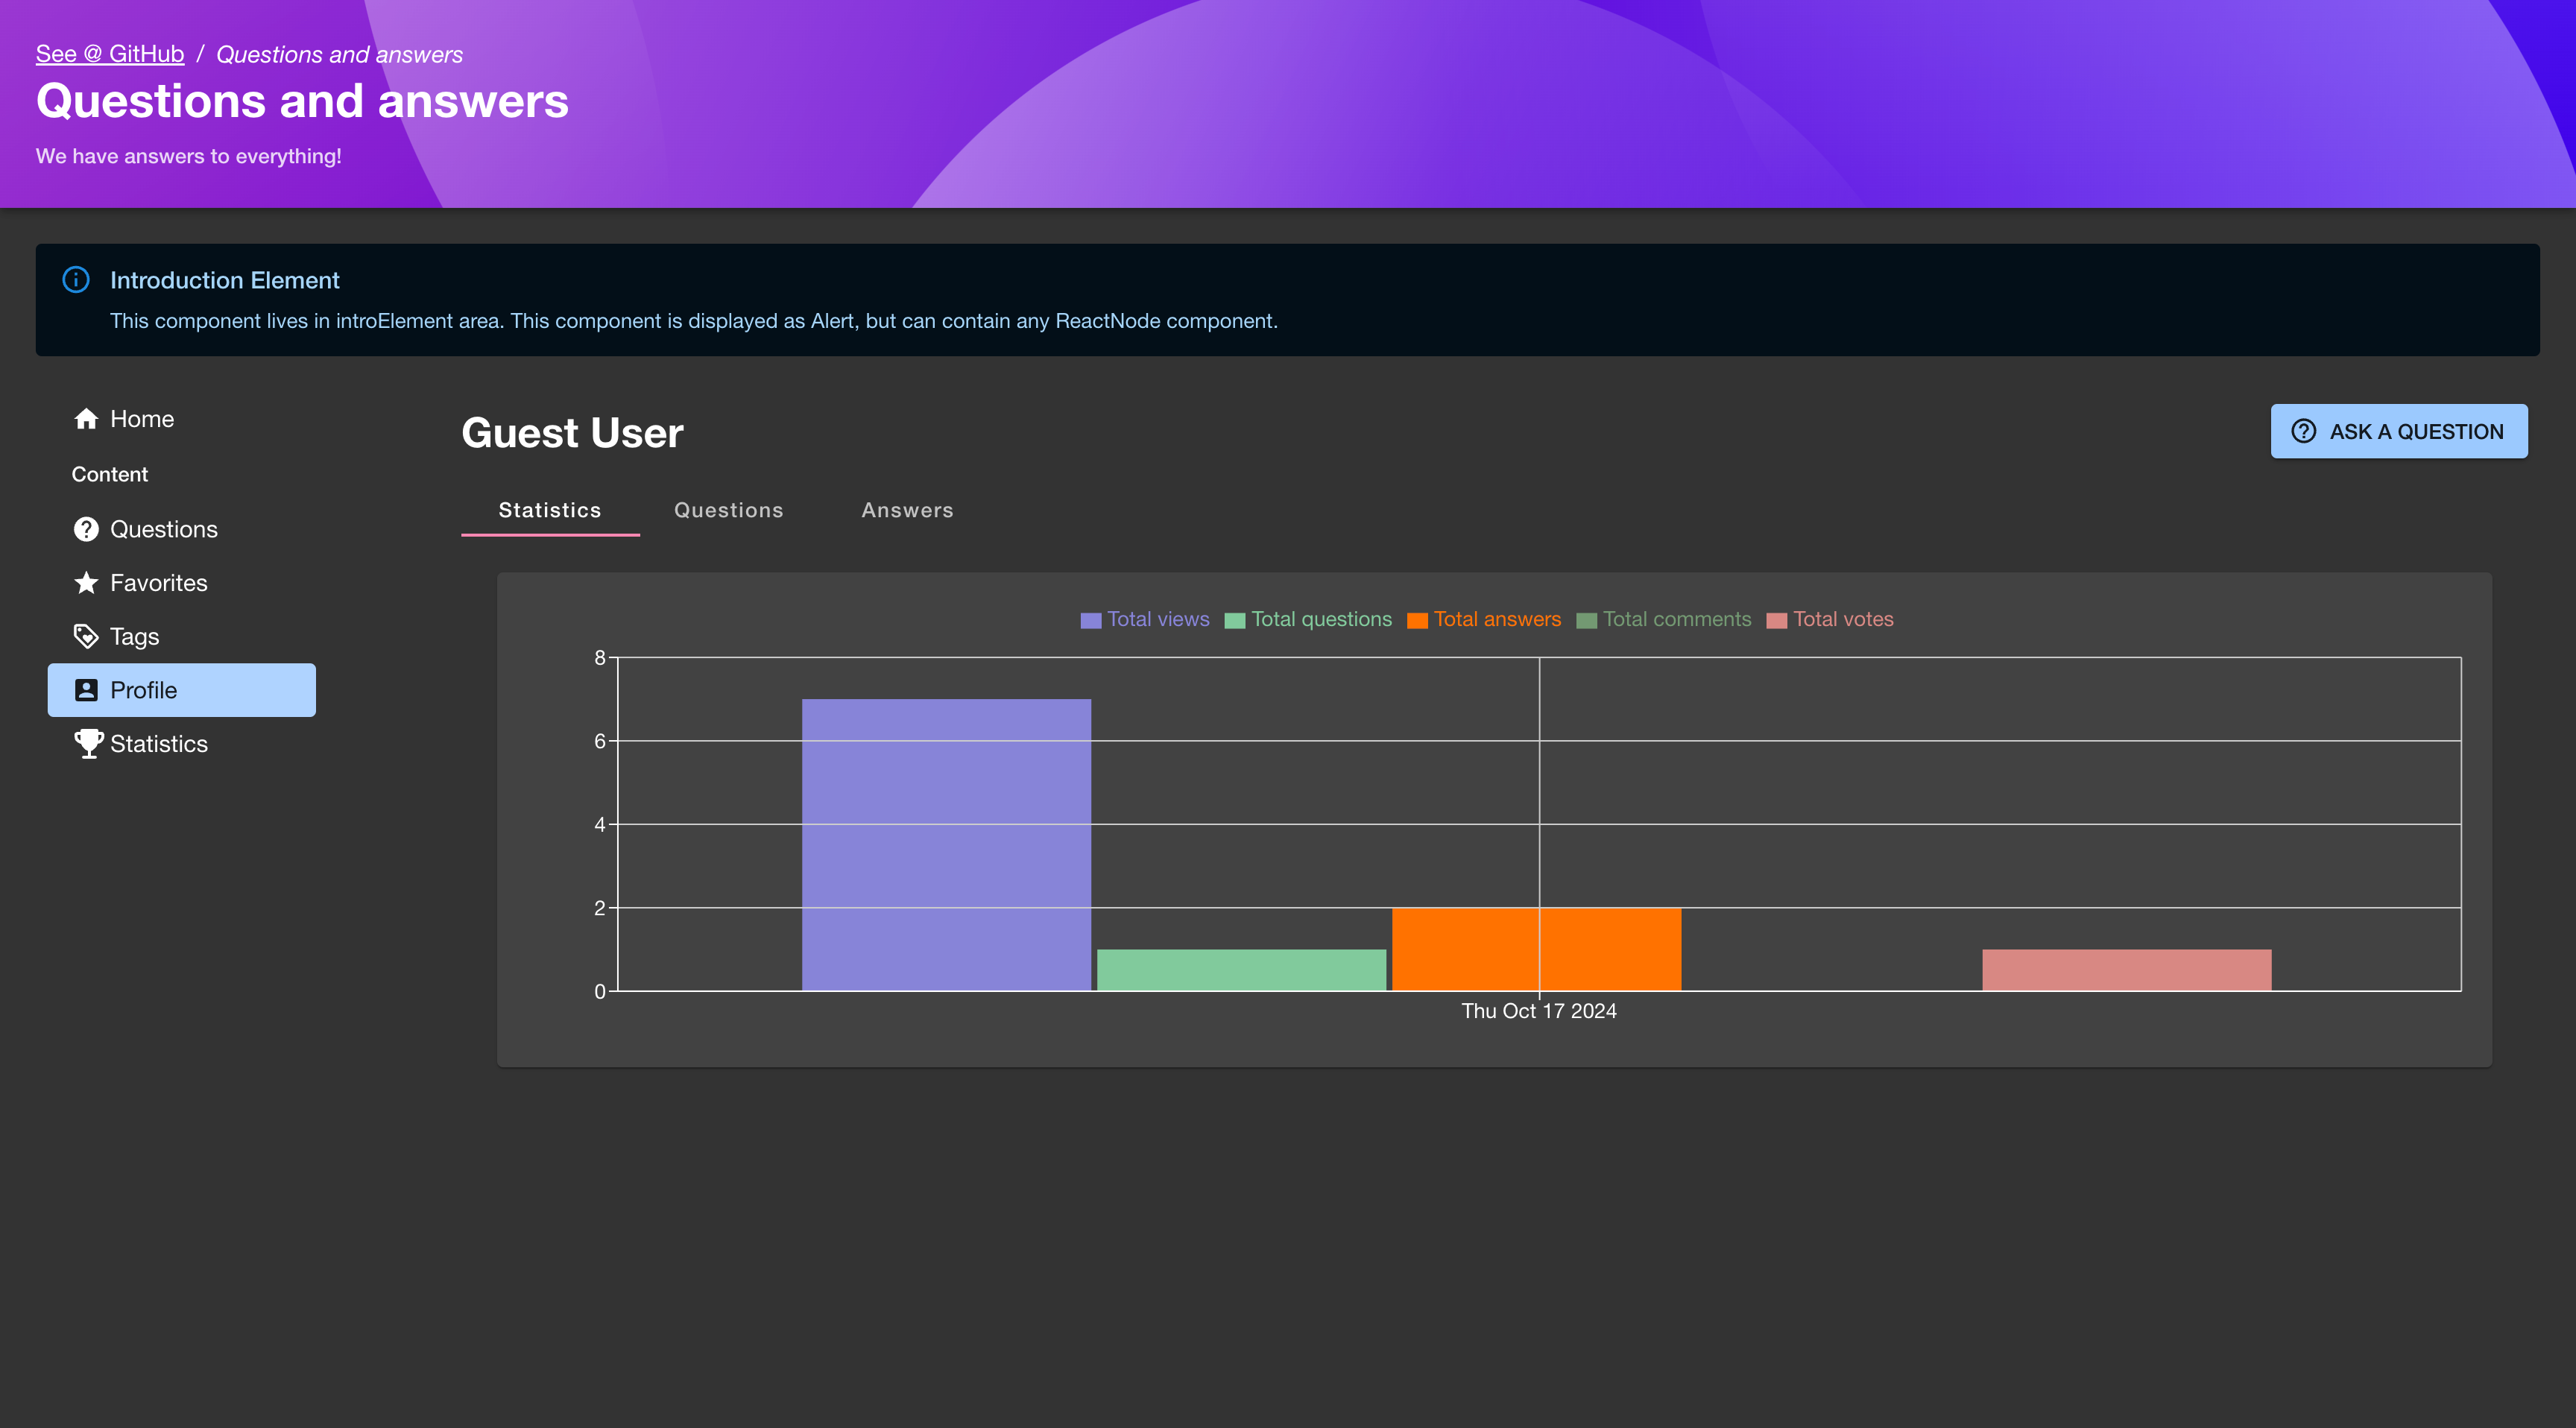 See @ GitHub / Questions and answers
Questions and answers
We have answers to everything!
Introduction Element
This component lives in introElement area. This component is displayed as Alert, but can contain any ReactNode component.
Home
Content
Questions
Favorites
Tags
Profile
Statistics
Guest User
ASK A QUESTION
Statistics Questions Answers
Total views Total questions Total answers Total comments Total votes
8
6
4
2
0
Thu Oct 17 2024